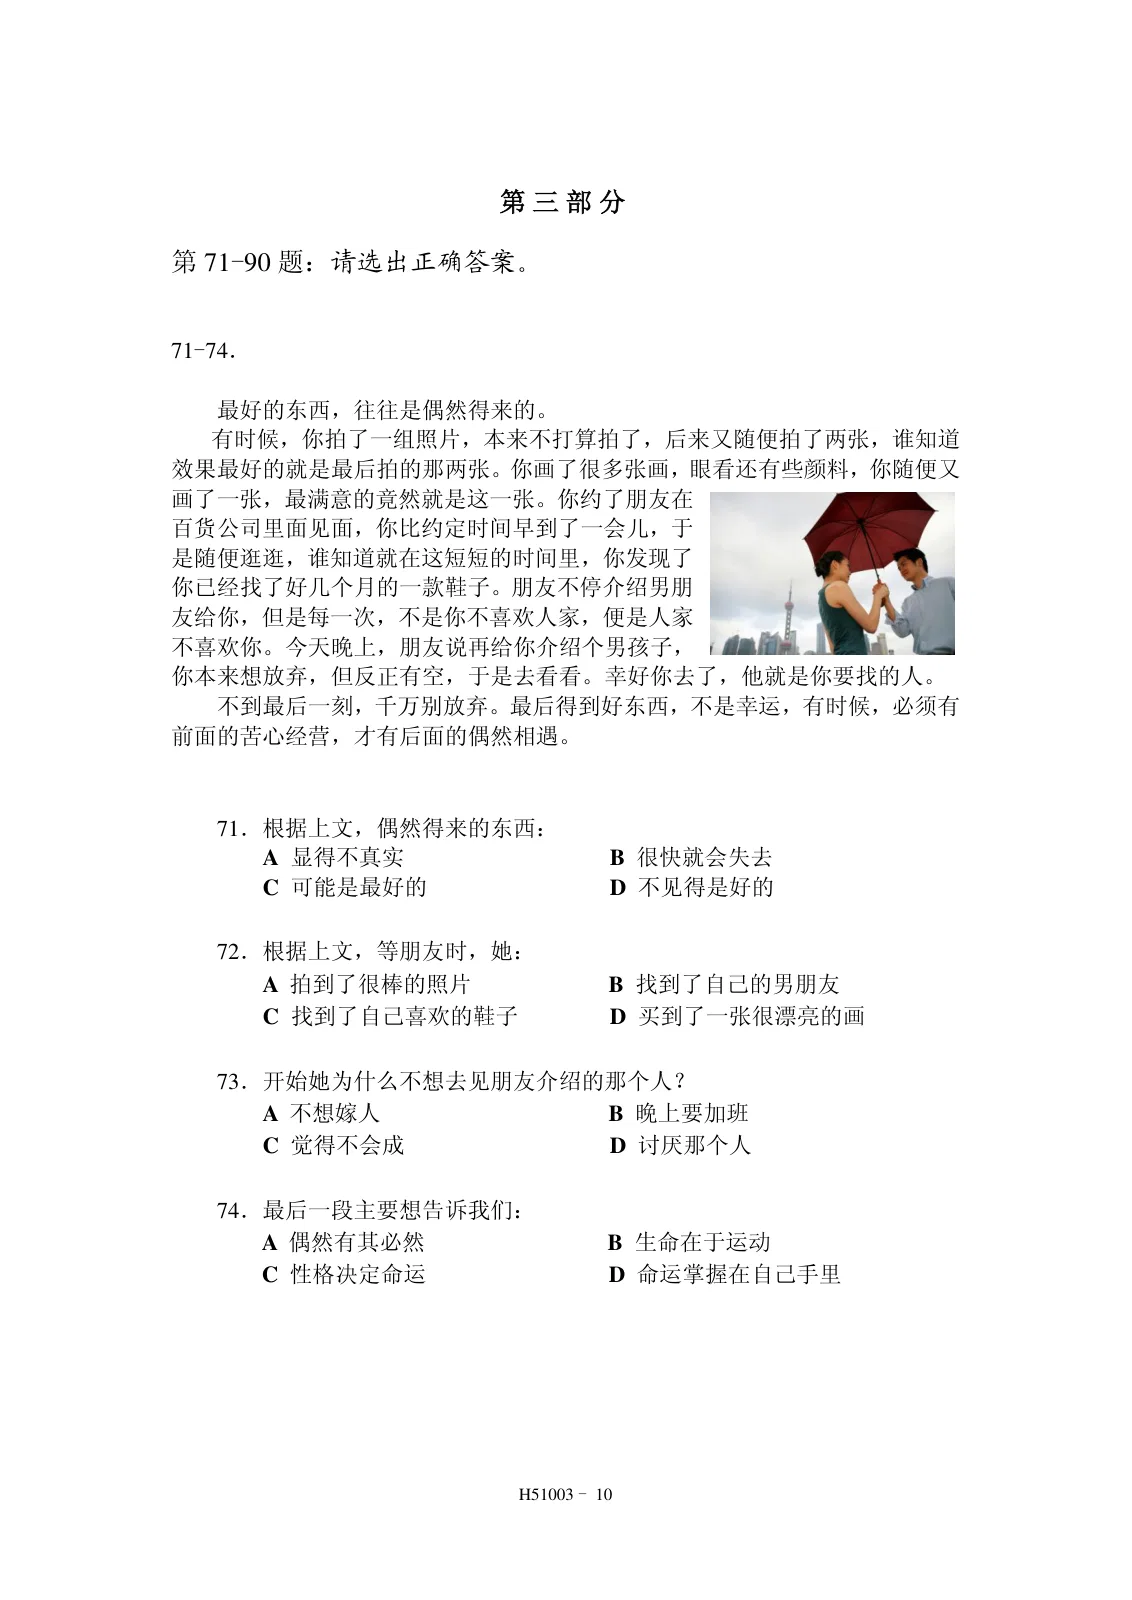 第三部分
第 71-90 题：请选出正确答案。
71-74．
最好的东西，往往是偶然得来的。
有时候，你拍了一组照片，本来不打算拍了，后来又随便拍了两张，谁知道
效果最好的就是最后拍的那两张。你画了很多张画，眼看还有些颜料，你随便又
画了一张，最满意的竟然就是这一张。你约了朋友在
百货公司里面见面，你比约定时间早到了一会儿，于
是随便逛逛，谁知道就在这短短的时间里，你发现了
你已经找了好几个月的一款鞋子。朋友不停介绍男朋
友给你，但是每一次，不是你不喜欢人家，便是人家
不喜欢你。今天晚上，朋友说再给你介绍个男孩子，
你本来想放弃，但反正有空，于是去看看。幸好你去了，他就是你要找的人。
不到最后一刻，千万别放弃。最后得到好东西，不是幸运，有时候，必须有
前面的苦心经营，才有后面的偶然相遇。
71．根据上文，偶然得来的东西：
A 显得不真实 B 很快就会失去
C 可能是最好的 D 不见得是好的
72．根据上文，等朋友时，她：
A 拍到了很棒的照片 B 找到了自己的男朋友
C 找到了自己喜欢的鞋子 D 买到了一张很漂亮的画
73．开始她为什么不想去见朋友介绍的那个人？
A 不想嫁人 B 晚上要加班
C 觉得不会成 D 讨厌那个人
74．最后一段主要想告诉我们：
A 偶然有其必然 B 生命在于运动
C 性格决定命运 D 命运掌握在自己手里
H51003－ 10